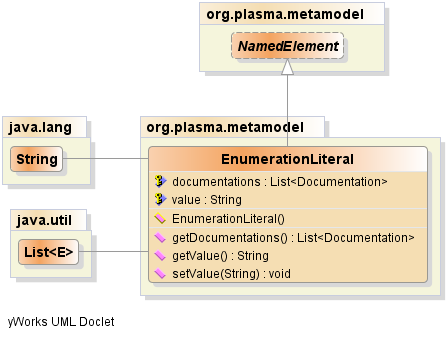 org.plasma.metamodel
NamedElement
java.lang
String
org.plasma.metamodel
EnumerationLiteral
documentations : List<Documentation>
value : String
EnumerationLiteral()
getDocumentations() : List<Documentation>
getValue() : String
setValue(String) : void
java.util
List<E>
yWorks UML Doclet